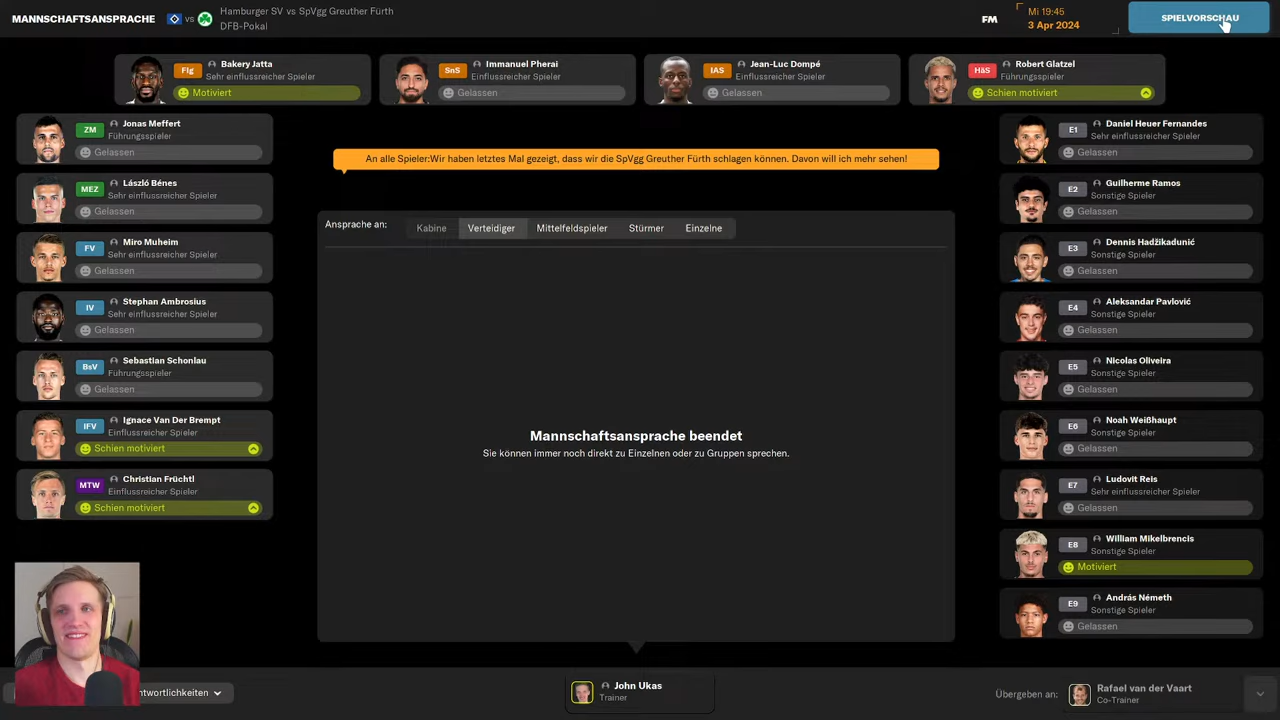 MANNSCHAFTSANSPRACHE
vs
Hamburger SV vs SpVgg Greuther Fürth
DFB-Pokal
FM
Mi 19:45
3 Apr 2024
SPIELVORSCHAU
Flg
Bakery Jatta
Sehr einflussreicher Spieler
Motiviert
SnS
Immanuel Pherai
Einflussreicher Spieler
Gelassen
IAS
Jean-Luc Dompé
Einflussreicher Spieler
Gelassen
HäS
Robert Glatzel
Führungsspieler
Schien motiviert
ZM
Jonas Meffert
Führungsspieler
Gelassen
MEZ
László Bénes
Sehr einflussreicher Spieler
Gelassen
FV
Miro Muheim
Sehr einflussreicher Spieler
Gelassen
IV
Stephan Ambrosius
Sehr einflussreicher Spieler
Gelassen
BsV
Sebastian Schonlau
Führungsspieler
Gelassen
IFV
Ignace Van Der Brempt
Einflussreicher Spieler
Schien motiviert
MTW
Christian Früchtl
Einflussreicher Spieler
Schien motiviert
An alle Spieler:Wir haben letztes Mal gezeigt, dass wir die SpVgg Greuther Fürth schlagen können. Davon will ich mehr sehen!
Ansprache an:
Kabine
Verteidiger
Mittelfeldspieler
Stürmer
Einzelne
Mannschaftsansprache beendet
Sie können immer noch direkt zu Einzelnen oder zu Gruppen sprechen.
E1
Daniel Heuer Fernandes
Sehr einflussreicher Spieler
Gelassen
E2
Guilherme Ramos
Einflussreicher Spieler
Gelassen
E3
Dennis Hadžikadunić
Sonstige Spieler
Gelassen
E4
Aleksandar Pavlović
Sonstige Spieler
Gelassen
E5
Nicolas Oliveira
Sonstige Spieler
Gelassen
E6
Noah Weißhaupt
Sonstige Spieler
Gelassen
E7
Ludovit Reis
Sehr einflussreicher Spieler
Gelassen
E8
William Mikelbrencis
Sonstige Spieler
Motiviert
E9
András Németh
Sonstige Spieler
Gelassen
ntwortlichkeiten
John Ukas
Trainer
Übergeben an:
Rafael van der Vaart
Co-Trainer